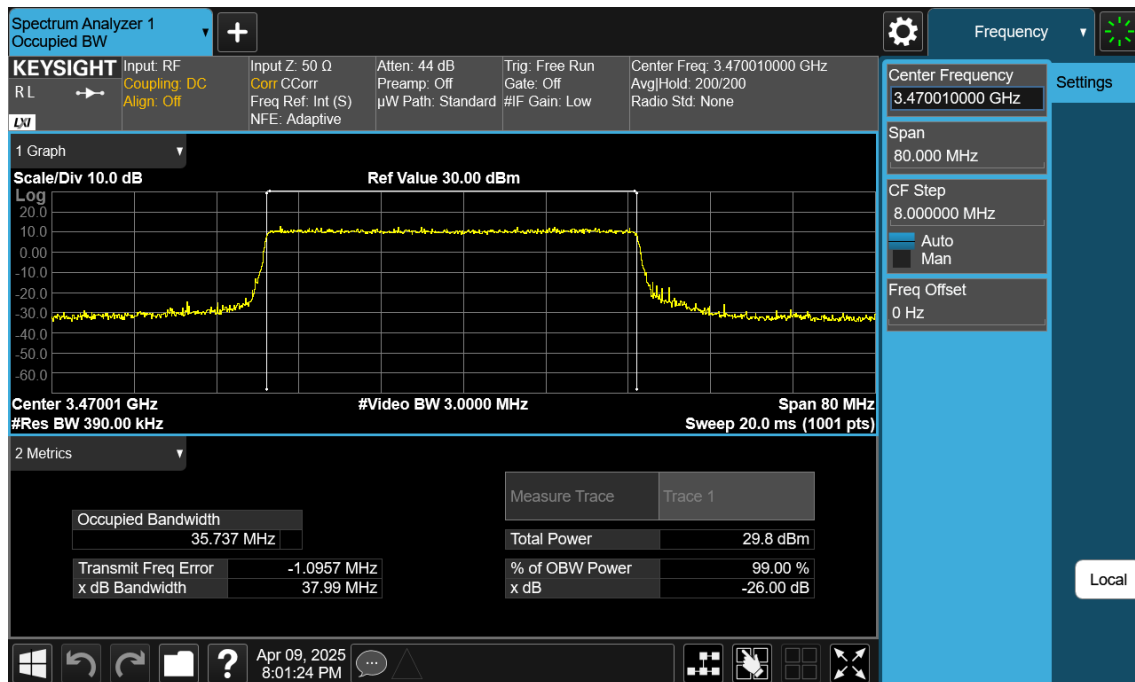 Spectrum Analyzer 1
Occupied BW
+
Frequency
KEYSIGHT
R L
LXI
Input: RF
Coupling: DC
Align: Off
Input Z: 50 Ω
Corr CCorr
Freq Ref: Int (S)
NFE: Adaptive
Atten: 44 dB
Preamp: Off
µW Path: Standard
Trig: Free Run
Gate: Off
#IF Gain: Low
Center Freq: 3.470010000 GHz
Avg|Hold: 200/200
Radio Std: None
Center Frequency
3.470010000 GHz
Settings
Span
80.000 MHz
CF Step
8.000000 MHz
Auto
Man
Freq Offset
0 Hz
Local
1 Graph
Scale/Div 10.0 dB
Ref Value 30.00 dBm
Log
20.0
10.0
0.00
-10.0
-20.0
-30.0
-40.0
-50.0
-60.0
Center 3.47001 GHz
#Video BW 3.0000 MHz
Span 80 MHz
#Res BW 390.00 kHz
Sweep 20.0 ms (1001 pts)
2 Metrics
Measure Trace
Trace 1
Occupied Bandwidth
35.737 MHz
Total Power
29.8 dBm
Transmit Freq Error
-1.0957 MHz
% of OBW Power
99.00 %
x dB Bandwidth
37.99 MHz
x dB
-26.00 dB
?
Apr 09, 2025
8:01:24 PM